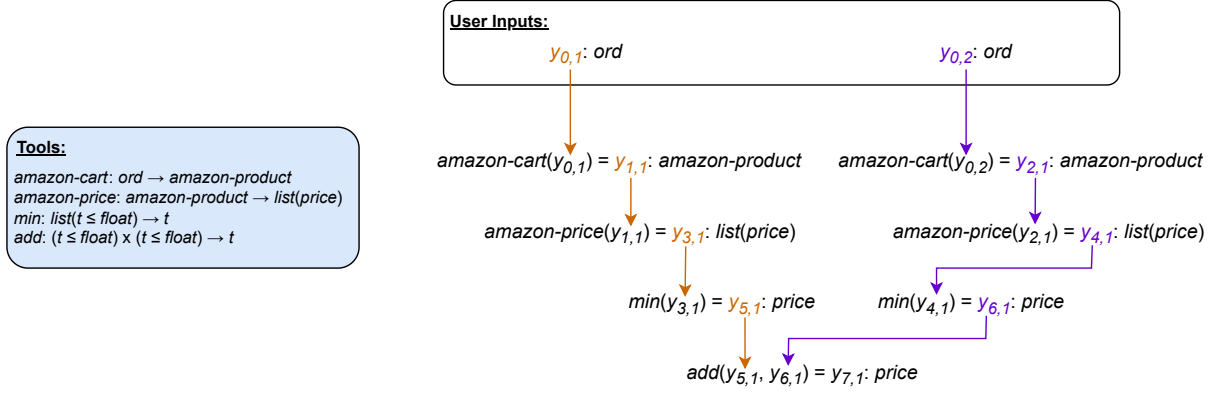 User Inputs:
y0,1: ord
y0,2: ord
Tools:
amazon-cart: ord → amazon-product
amazon-price: amazon-product → list(price)
min: list(t ≤ float) → t
add: (t ≤ float) x (t ≤ float) → t
amazon-cart(y0,1) = y1,1: amazon-product
amazon-cart(y0,2) = y2,1: amazon-product
amazon-price(y1,1) = y3,1: list(price)
amazon-price(y2,1) = y4,1: list(price)
min(y3,1) = y5,1: price
min(y4,1) = y6,1: price
add(y5,1, y6,1) = y7,1: price